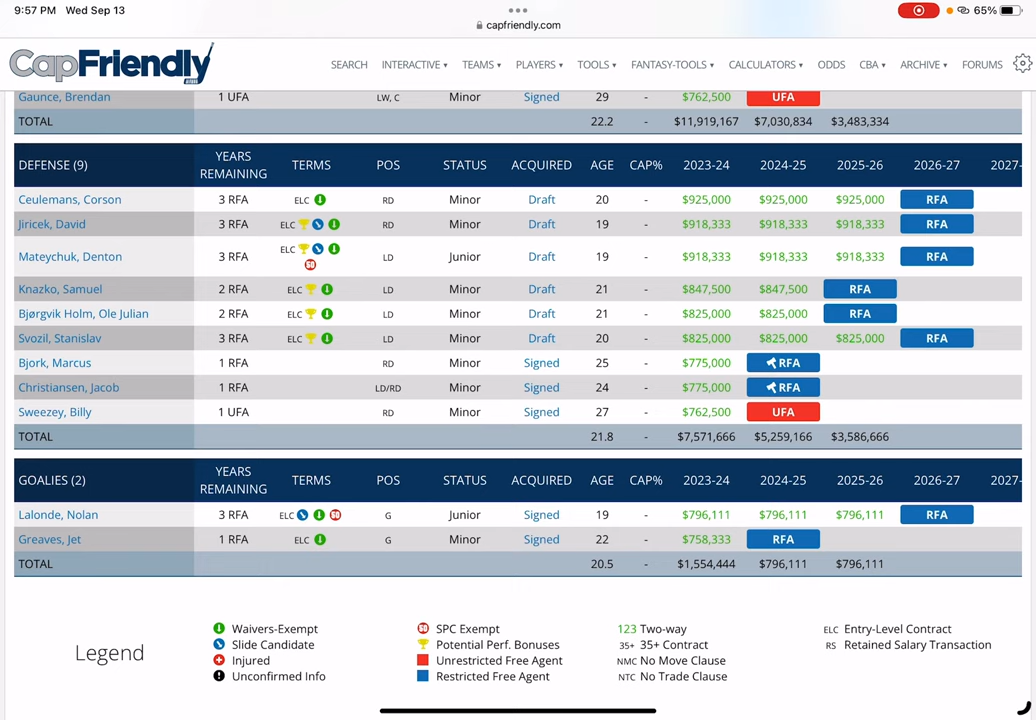 9:57 PM Wed Sep 13
65%
capfriendly.com
CapFriendly
SEARCH INTERACTIVE TEAMS PLAYERS TOOLS FANTASY-TOOLS CALCULATORS ODDS CBA ARCHIVE FORUMS
Gaunce, Brendan 1 UFA LW, C Minor Signed 29 - $762,500 UFA
TOTAL 22.2 - $11,919,167 $7,030,834 $3,483,334
DEFENSE (9) YEARS REMAINING TERMS POS STATUS ACQUIRED AGE CAP% 2023-24 2024-25 2025-26 2026-27 2027-
Ceulemans, Corson 3 RFA ELC RD Minor Draft 20 - $925,000 $925,000 $925,000 RFA
Jiricek, David 3 RFA ELC RD Minor Draft 19 - $918,333 $918,333 $918,333 RFA
Mateychuk, Denton 3 RFA ELC 50 LD Junior Draft 19 - $918,333 $918,333 $918,333 RFA
Knazko, Samuel 2 RFA ELC LD Minor Draft 21 - $847,500 $847,500 RFA
Bjørgvik Holm, Ole Julian 2 RFA ELC LD Minor Draft 21 - $825,000 $825,000 RFA
Svozil, Stanislav 3 RFA ELC LD Minor Draft 20 - $825,000 $825,000 $825,000 RFA
Bjork, Marcus 1 RFA RD Minor Signed 25 - $775,000 RFA
Christiansen, Jacob 1 RFA LD/RD Minor Signed 24 - $775,000 RFA
Sweezey, Billy 1 UFA RD Minor Signed 27 - $762,500 UFA
TOTAL 21.8 - $7,571,666 $5,259,166 $3,586,666
GOALIES (2) YEARS REMAINING TERMS POS STATUS ACQUIRED AGE CAP% 2023-24 2024-25 2025-26 2026-27 2027-
Lalonde, Nolan 3 RFA ELC 50 G Junior Signed 19 - $796,111 $796,111 $796,111 RFA
Greaves, Jet 1 RFA ELC G Minor Signed 22 - $758,333 RFA
TOTAL 20.5 - $1,554,444 $796,111 $796,111
Legend
Waivers-Exempt 50 SPC Exempt 123 Two-way ELC Entry-Level Contract
Slide Candidate Potential Perf. Bonuses 35+ 35+ Contract RS Retained Salary Transaction
Injured Unrestricted Free Agent NMC No Move Clause
Unconfirmed Info Restricted Free Agent NTC No Trade Clause